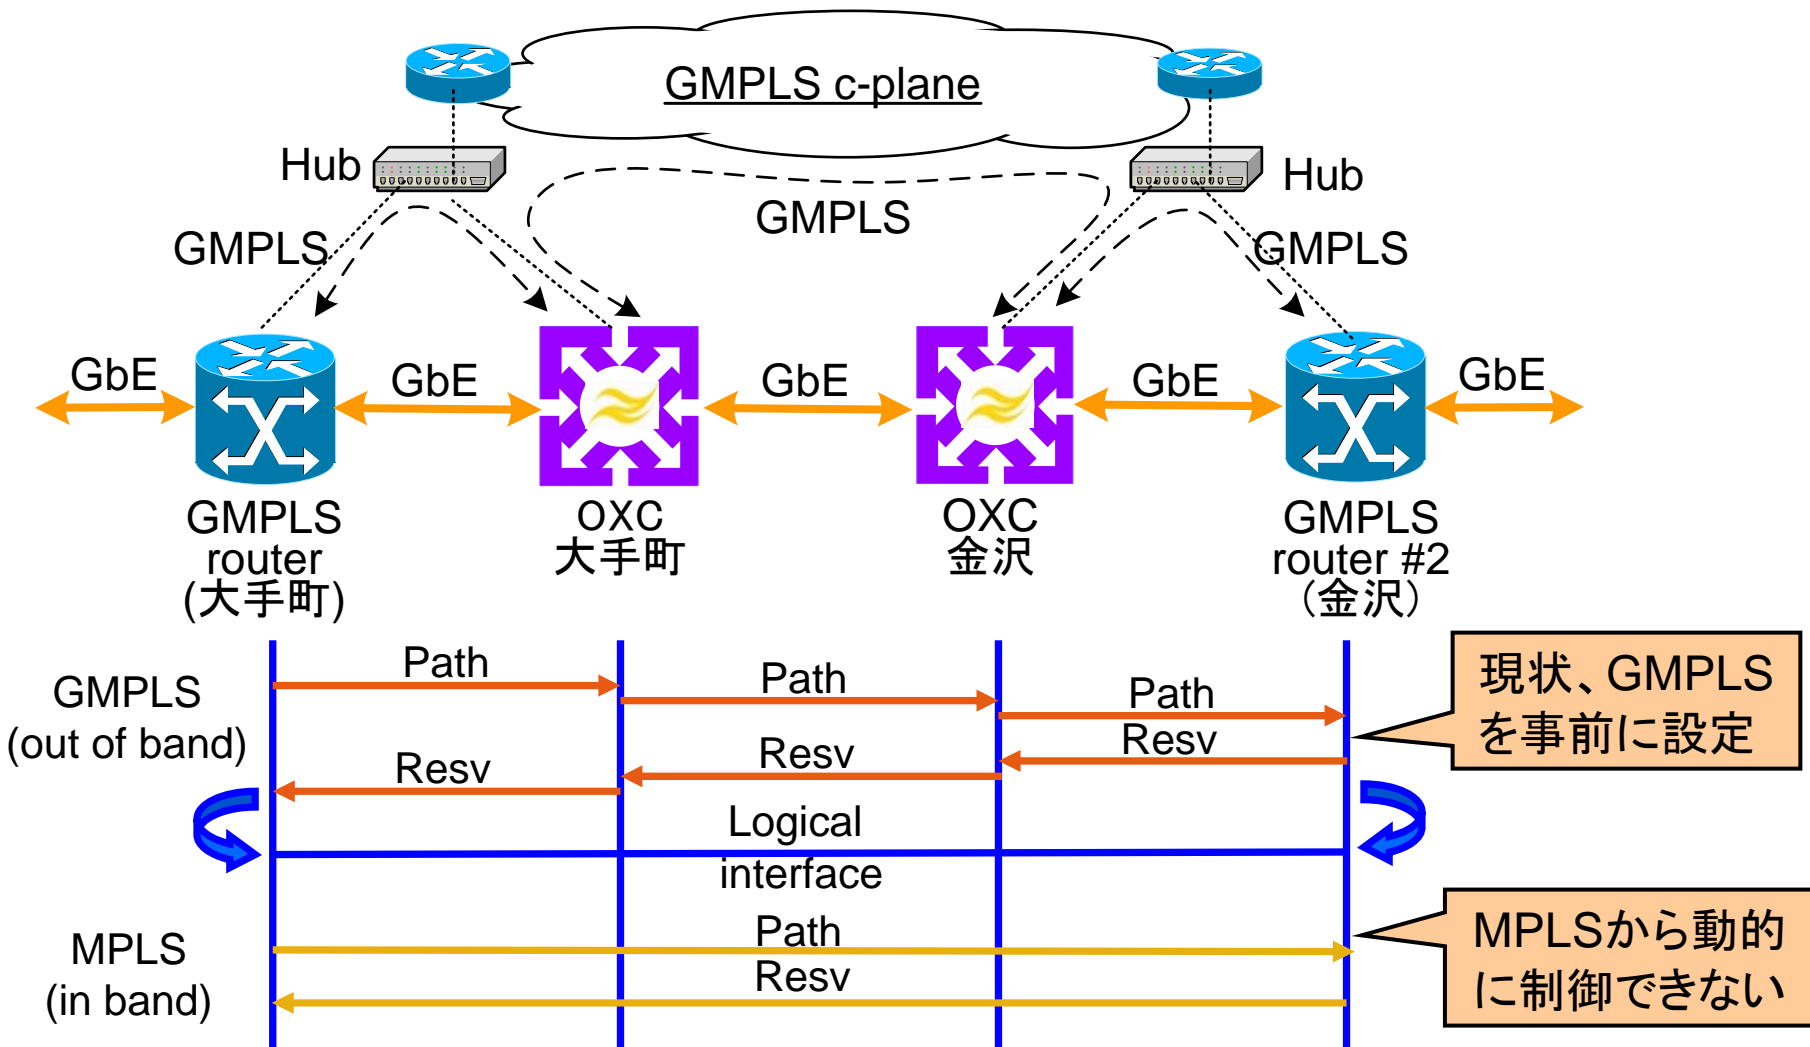 GMPLS c-plane
Hub
Hub
GMPLS
GMPLS
GMPLS
GbE
GbE
GbE
GbE
GbE
GMPLS
router
(大手町)
OXC
大手町
OXC
金沢
GMPLS
router #2
(金沢)
Path
Path
Path
GMPLS
(out of band)
Resv
Resv
Resv
現状、GMPLS
を事前に設定
Logical
interface
MPLS
(in band)
Path
Resv
MPLSから動的
に制御できない